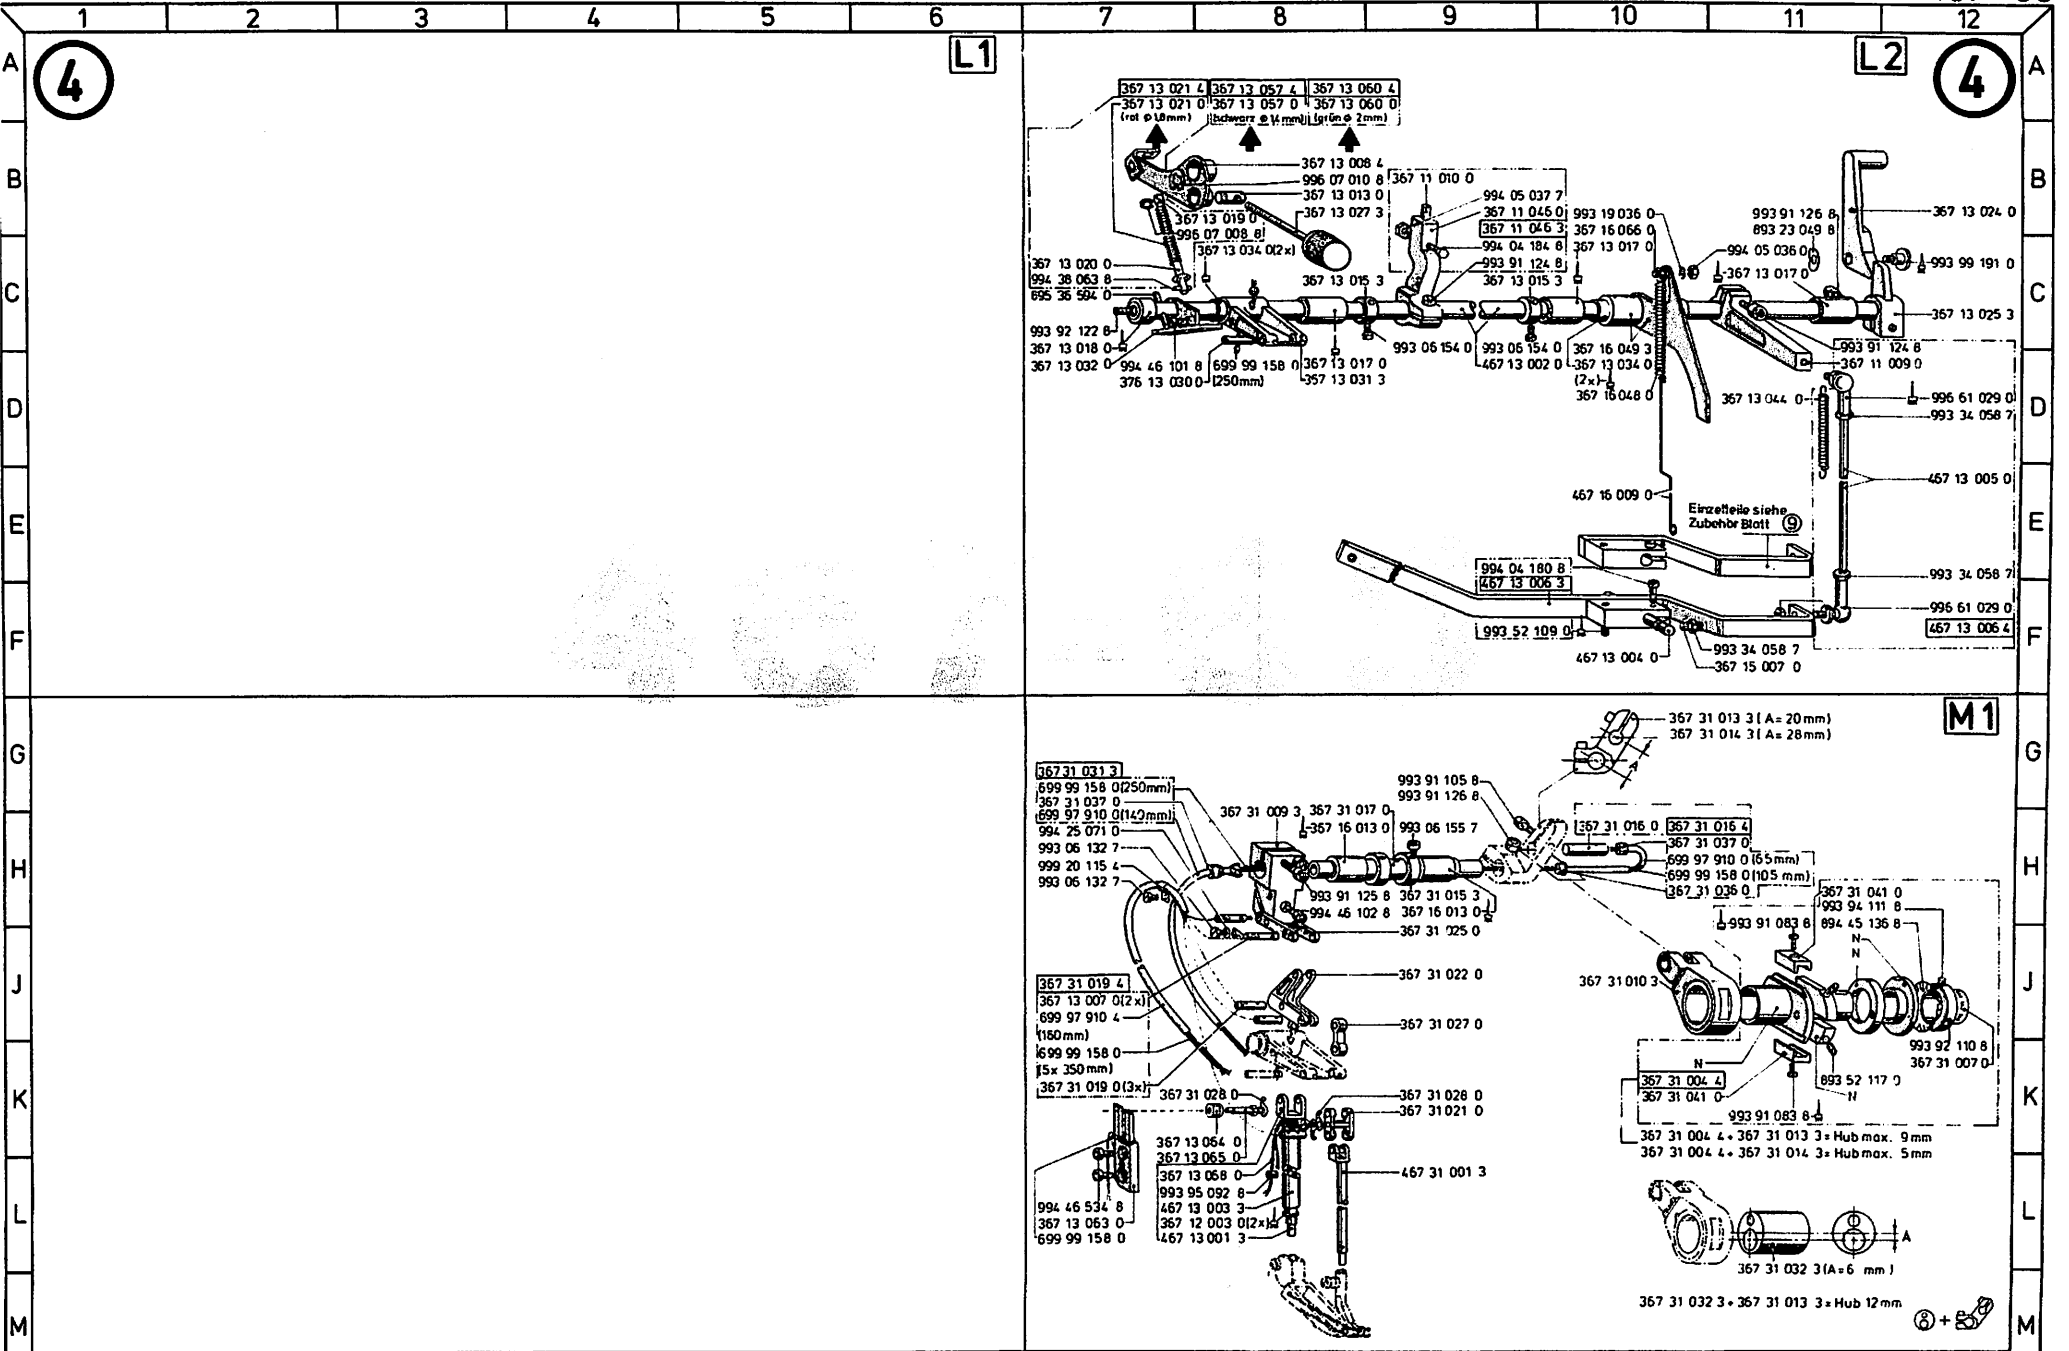 1 2 3 4 5 6 7 8 9 10 11 12
A
B
C
D
E
F
G
H
J
K
L
M
4
L1
L2
4
A
B
C
D
E
F
G
H
J
K
L
M
367 13 021 4
367 13 021 0
(rot ø 1,8mm)
367 13 057 4
367 13 057 0
(schwarz ø 1,4mm)
367 13 060 4
367 13 060 0
(grün ø 2mm)
367 13 008 4
996 07 010 8
367 13 013 0
367 13 027 3
367 13 019 0
996 07 008 8
367 13 034 0(2x)
367 13 020 0
994 38 063 8
695 36 594 0
993 92 122 8
367 13 018 0
367 13 032 0
994 46 101 8
376 13 030 0
699 99 158 0
(250mm)
367 13 017 0
367 13 031 3
367 13 015 3
993 06 154 0
367 11 010 0
994 05 037 7
367 11 046 0
367 11 046 3
994 04 184 8
993 91 124 8
367 13 015 3
993 06 154 0
467 13 002 0
993 19 036 0
367 16 066 0
367 13 017 0
367 16 049 3
367 13 034 0
(2x)
367 16 048 0
994 05 036 0
367 13 017 0
993 91 126 8
893 23 049 8
367 13 024 0
993 99 191 0
367 13 025 3
993 91 124 8
367 11 009 0
367 13 044 0
996 61 029 0
993 34 058 7
467 13 005 0
467 16 009 0
Einzelteile siehe
Zubehör Blatt 9
994 04 180 8
467 13 006 3
993 52 109 0
467 13 004 0
993 34 058 7
367 15 007 0
993 34 058 7
996 61 029 0
467 13 006 4
M1
367 31 013 3 ( A= 20mm)
367 31 014 3 ( A= 28mm)
A
367 31 031 3
699 99 158 0(250mm)
367 31 037 0
699 97 910 0(140mm)
994 25 071 0
993 06 132 7
999 20 115 4
993 06 132 7
367 31 009 3
367 31 017 0
367 16 013 0
993 06 155 7
993 91 105 8
993 91 126 8
993 91 125 8
994 46 102 8
367 31 015 3
367 16 013 0
367 31 025 0
367 31 016 0
367 31 016 4
367 31 037 0
699 97 910 0 (65mm)
699 99 158 0(105 mm)
367 31 036 0
367 31 041 0
993 94 111 8
993 91 083 8
894 45 136 8
N
N
367 31 010 3
367 31 022 0
367 31 019 4
367 13 007 0(2x)
699 97 910 4
(160mm)
699 99 158 0
(5x 350mm)
367 31 019 0(3x)
367 31 027 0
993 92 110 8
367 31 007 0
N
367 31 004 4
367 31 041 0
893 52 117 0
N
993 91 083 8
367 31 004 4 + 367 31 013 3 = Hub max. 9mm
367 31 004 4 + 367 31 014 3 = Hub max. 5mm
367 31 028 0
367 31 028 0
367 31 021 0
367 13 064 0
367 13 065 0
367 13 068 0
993 95 092 8
467 13 003 3
367 12 003 0(2x)
467 13 001 3
467 31 001 3
994 46 534 8
367 13 063 0
699 99 158 0
A
367 31 032 3(A=6 mm)
367 31 032 3 + 367 31 013 3 = Hub 12mm
+